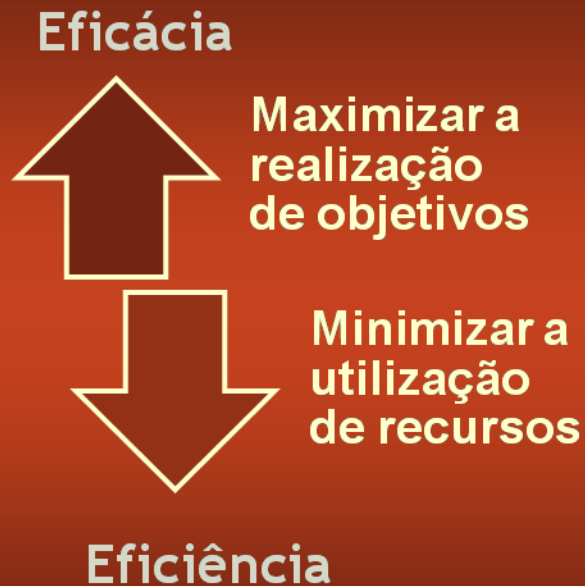 Eficácia
Maximizar a
realização
de objetivos
Minimizar a
utilização
de recursos
Eficiência